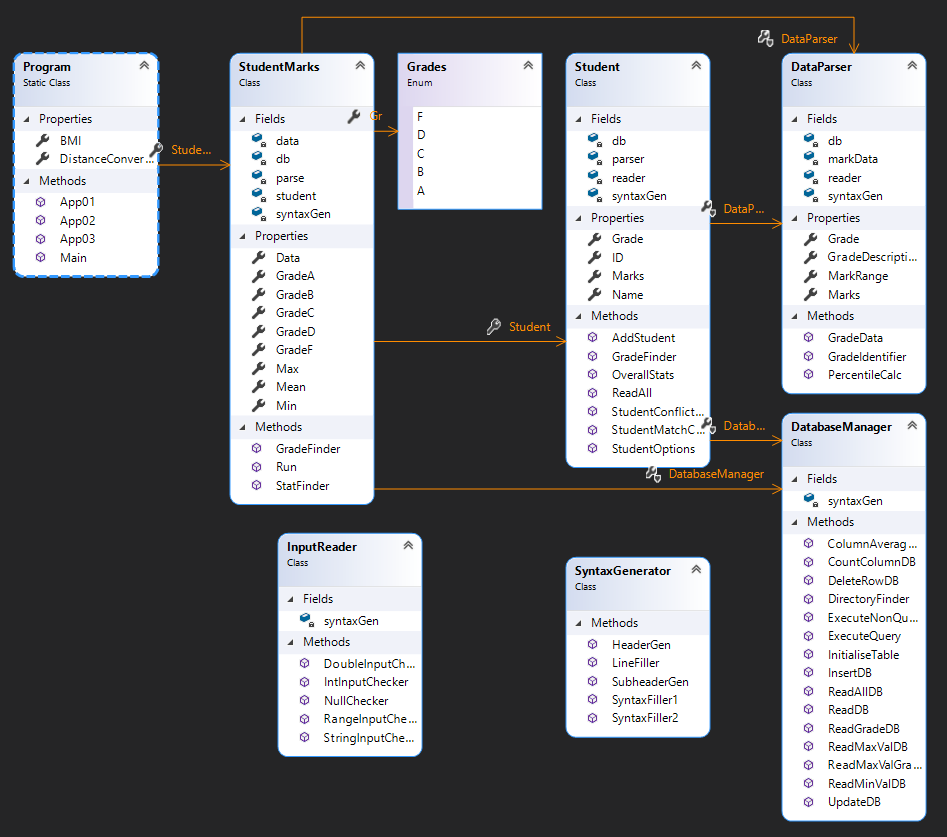 DataParser
Program
Static Class
Properties
BMI
DistanceConver...
Methods
App01
App02
App03
Main
Stude...
StudentMarks
Class
Fields
data
db
parse
student
syntaxGen
Properties
Data
GradeA
GradeB
GradeC
GradeD
GradeF
Max
Mean
Min
Methods
GradeFinder
Run
StatFinder
Gr
Grades
Enum
F
D
C
B
A
Student
Student
Class
Fields
db
parser
reader
syntaxGen
Properties
Grade
ID
Marks
Name
Methods
AddStudent
GradeFinder
OverallStats
ReadAll
StudentConflict...
StudentMatchC...
StudentOptions
DataP...
Datab...
DatabaseManager
DataParser
Class
Fields
db
markData
reader
syntaxGen
Properties
Grade
GradeDescripti...
MarkRange
Marks
Methods
GradeData
GradeIdentifier
PercentileCalc
DatabaseManager
Class
Fields
syntaxGen
Methods
ColumnAverag...
CountColumnDB
DeleteRowDB
DirectoryFinder
ExecuteNonQu...
ExecuteQuery
InitialiseTable
InsertDB
ReadAllDB
ReadDB
ReadGradeDB
ReadMaxValDB
ReadMaxValGra...
ReadMinValDB
UpdateDB
InputReader
Class
Fields
syntaxGen
Methods
DoubleInputCh...
IntInputChecker
NullChecker
RangeInputChe...
StringInputChe...
SyntaxGenerator
Class
Methods
HeaderGen
LineFiller
SubheaderGen
SyntaxFiller1
SyntaxFiller2